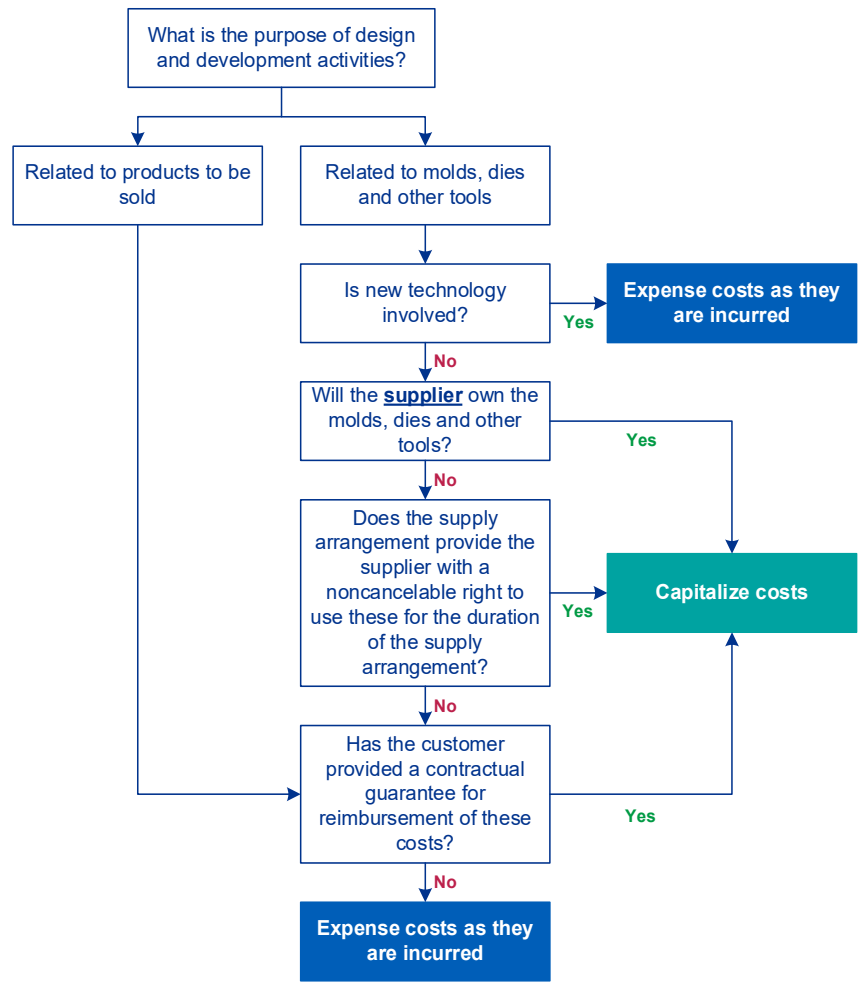 What is the purpose of design
and development activities?
Related to products to be
sold
Related to molds, dies
and other tools
Is new technology
involved?
Yes
Expense costs as they
are incurred
No
Will the supplier own the
molds, dies and other
tools?
Yes
No
Does the supply
arrangement provide the
supplier with a
noncancelable right to
use these for the duration
of the supply
arrangement?
Yes
Capitalize costs
No
Has the customer
provided a contractual
guarantee for
reimbursement of these
costs?
Yes
No
Expense costs as they
are incurred